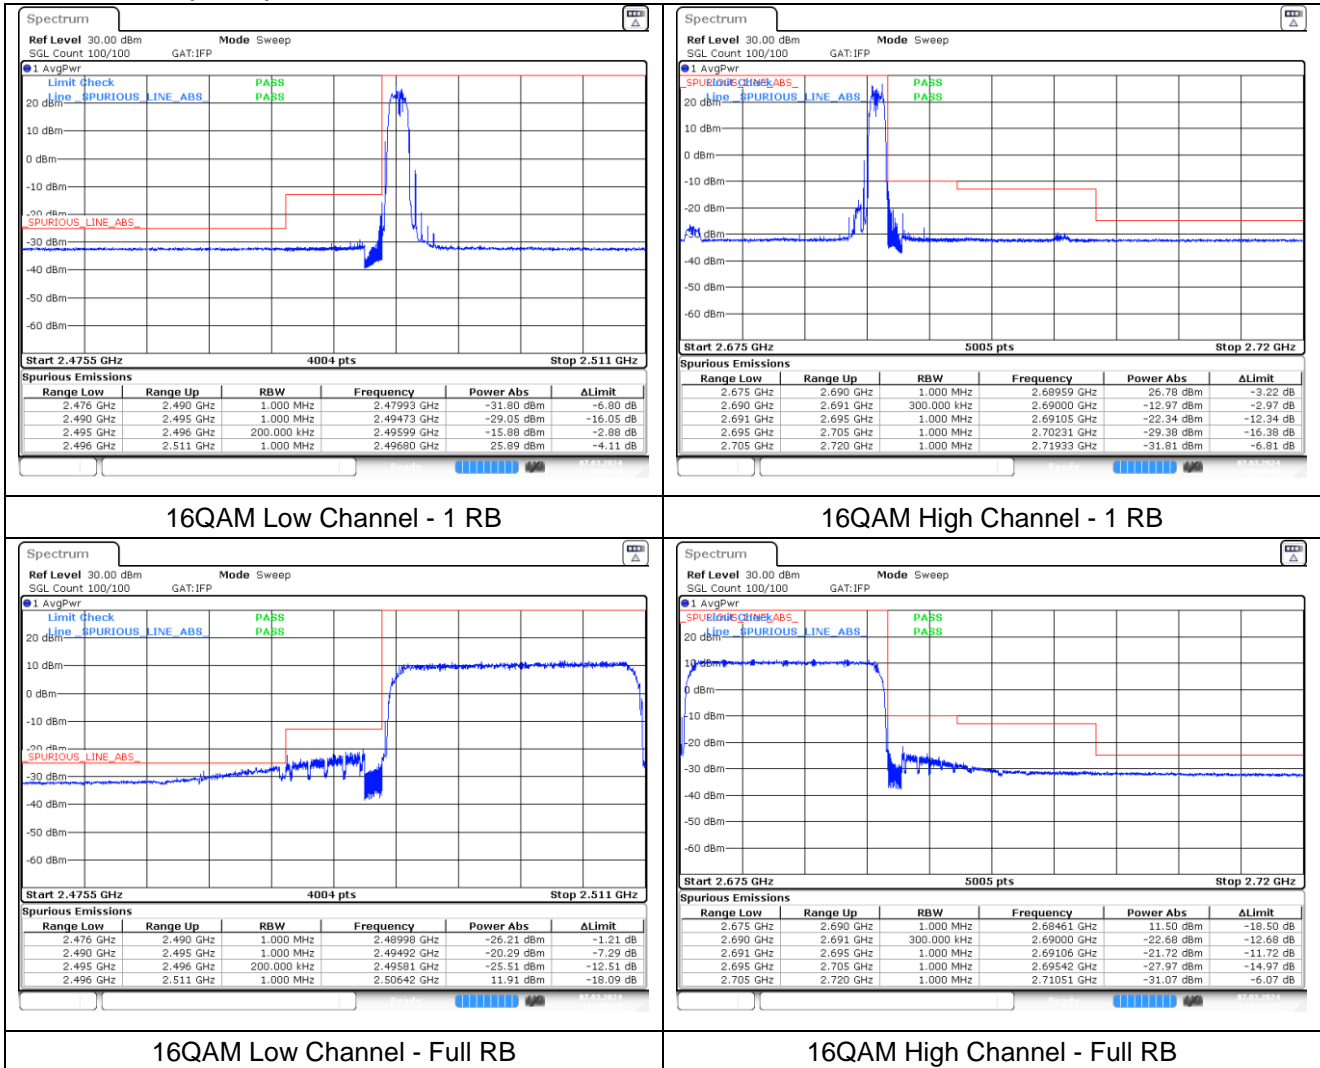 Spectrum
Ref Level 30.00 dBm Mode Sweep
SGL Count 100/100 GAT:IFP
1 AvgPwr
Limit Check PASS
Line _SPURIOUS_LINE_ABS_ PASS
20 dBm
10 dBm
0 dBm
-10 dBm
-20 dBm
_SPURIOUS_LINE_ABS_
-30 dBm
-40 dBm
-50 dBm
-60 dBm
Start 2.4755 GHz 4004 pts Stop 2.511 GHz
Spurious Emissions
Range Low Range Up RBW Frequency Power Abs ΔLimit
2.476 GHz 2.490 GHz 1.000 MHz 2.47993 GHz -31.80 dBm -6.80 dB
2.490 GHz 2.495 GHz 1.000 MHz 2.49473 GHz -29.05 dBm -16.05 dB
2.495 GHz 2.496 GHz 200.000 kHz 2.49599 GHz -15.88 dBm -2.88 dB
2.496 GHz 2.511 GHz 1.000 MHz 2.49680 GHz 25.89 dBm -4.11 dB
07.03.2024
16QAM Low Channel - 1 RB
Spectrum
Ref Level 30.00 dBm Mode Sweep
SGL Count 100/100 GAT:IFP
1 AvgPwr
Limit Check PASS
_SPURIOUS_LINE_ABS_
Line _SPURIOUS_LINE_ABS_ PASS
20 dBm
10 dBm
0 dBm
-10 dBm
-20 dBm
-30 dBm
-40 dBm
-50 dBm
-60 dBm
Start 2.675 GHz 5005 pts Stop 2.72 GHz
Spurious Emissions
Range Low Range Up RBW Frequency Power Abs ΔLimit
2.675 GHz 2.690 GHz 1.000 MHz 2.68959 GHz 26.78 dBm -3.22 dB
2.690 GHz 2.691 GHz 300.000 kHz 2.69000 GHz -12.97 dBm -2.97 dB
2.691 GHz 2.695 GHz 1.000 MHz 2.69105 GHz -22.34 dBm -12.34 dB
2.695 GHz 2.705 GHz 1.000 MHz 2.70231 GHz -29.38 dBm -16.38 dB
2.705 GHz 2.720 GHz 1.000 MHz 2.71933 GHz -31.81 dBm -6.81 dB
07.03.2024
16QAM High Channel - 1 RB
Spectrum
Ref Level 30.00 dBm Mode Sweep
SGL Count 100/100 GAT:IFP
1 AvgPwr
Limit Check PASS
Line _SPURIOUS_LINE_ABS_ PASS
20 dBm
10 dBm
0 dBm
-10 dBm
-20 dBm
_SPURIOUS_LINE_ABS_
-30 dBm
-40 dBm
-50 dBm
-60 dBm
Start 2.4755 GHz 4004 pts Stop 2.511 GHz
Spurious Emissions
Range Low Range Up RBW Frequency Power Abs ΔLimit
2.476 GHz 2.490 GHz 1.000 MHz 2.48998 GHz -26.21 dBm -1.21 dB
2.490 GHz 2.495 GHz 1.000 MHz 2.49492 GHz -20.29 dBm -7.29 dB
2.495 GHz 2.496 GHz 200.000 kHz 2.49581 GHz -25.51 dBm -12.51 dB
2.496 GHz 2.511 GHz 1.000 MHz 2.50642 GHz 11.91 dBm -18.09 dB
07.03.2024
16QAM Low Channel - Full RB
Spectrum
Ref Level 30.00 dBm Mode Sweep
SGL Count 100/100 GAT:IFP
1 AvgPwr
Limit Check PASS
_SPURIOUS_LINE_ABS_
Line _SPURIOUS_LINE_ABS_ PASS
20 dBm
10 dBm
0 dBm
-10 dBm
-20 dBm
-30 dBm
-40 dBm
-50 dBm
-60 dBm
Start 2.675 GHz 5005 pts Stop 2.72 GHz
Spurious Emissions
Range Low Range Up RBW Frequency Power Abs ΔLimit
2.675 GHz 2.690 GHz 1.000 MHz 2.68461 GHz 11.50 dBm -18.50 dB
2.690 GHz 2.691 GHz 300.000 kHz 2.69000 GHz -22.68 dBm -12.68 dB
2.691 GHz 2.695 GHz 1.000 MHz 2.69106 GHz -21.72 dBm -11.72 dB
2.695 GHz 2.705 GHz 1.000 MHz 2.69542 GHz -27.97 dBm -14.97 dB
2.705 GHz 2.720 GHz 1.000 MHz 2.71051 GHz -31.07 dBm -6.07 dB
07.03.2024
16QAM High Channel - Full RB